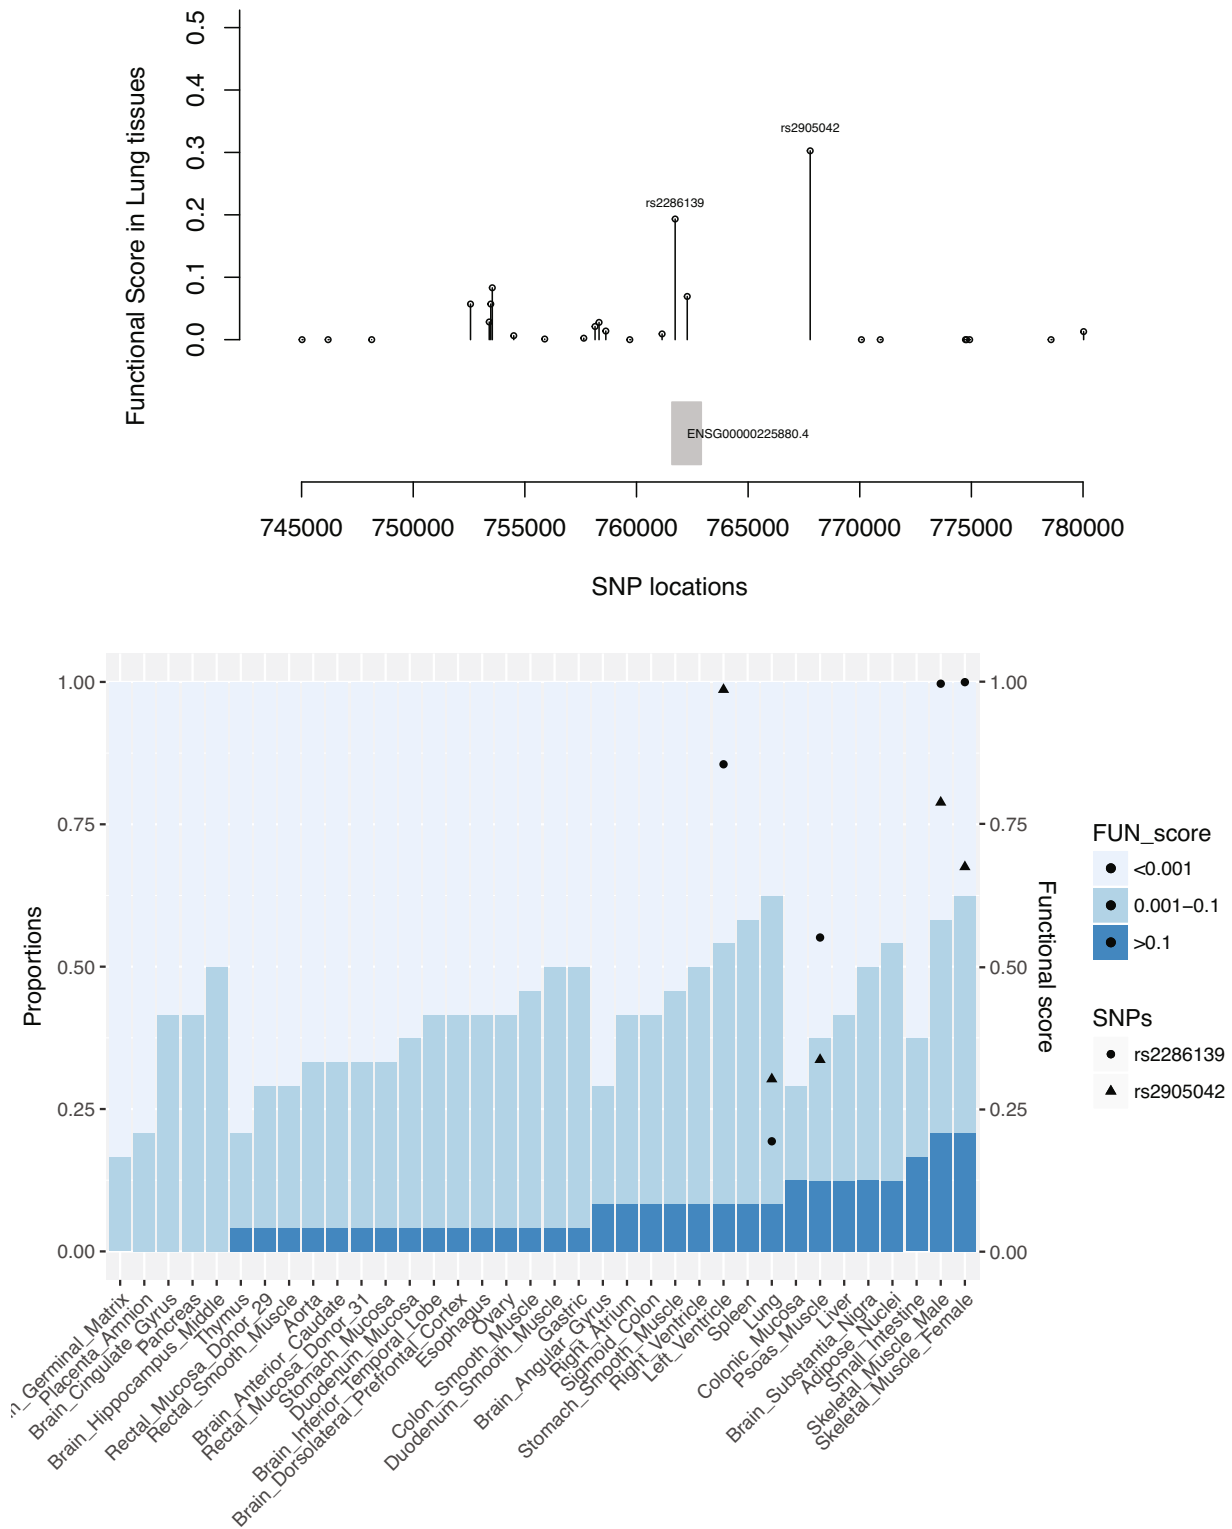 Functional Score in Lung tissues
0.5
0.4
0.3
0.2
0.1
0.0
rs2905042
rs2286139
ENSG00000225880.4
745000 750000 755000 760000 765000 770000 775000 780000
SNP locations
Proportions
1.00
0.75
0.50
0.25
0.00
1.00
0.75
0.50
0.25
0.00
Functional score
FUN_score
<0.001
0.001−0.1
>0.1
SNPs
rs2286139
rs2905042
n_Germinal_Matrix
Placenta_Amnion
Brain_Cingulate_Gyrus
Pancreas
Brain_Hippocampus_Middle
Thymus
Rectal_Mucosa_Donor_29
Rectal_Smooth_Muscle
Aorta
Brain_Anterior_Caudate
Rectal_Mucosa_Donor_31
Stomach_Mucosa
Duodenum_Mucosa
Brain_Inferior_Temporal_Lobe
Brain_Dorsolateral_Prefrontal_Cortex
Esophagus
Ovary
Colon_Smooth_Muscle
Duodenum_Smooth_Muscle
Gastric
Brain_Angular_Gyrus
Right_Atrium
Sigmoid_Colon
Stomach_Smooth_Muscle
Right_Ventricle
Left_Ventricle
Spleen
Lung
Colonic_Mucosa
Psoas_Muscle
Liver
Brain_Substantia_Nigra
Adipose_Nuclei
Small_Intestine
Skeletal_Muscle_Male
Skeletal_Muscle_Female